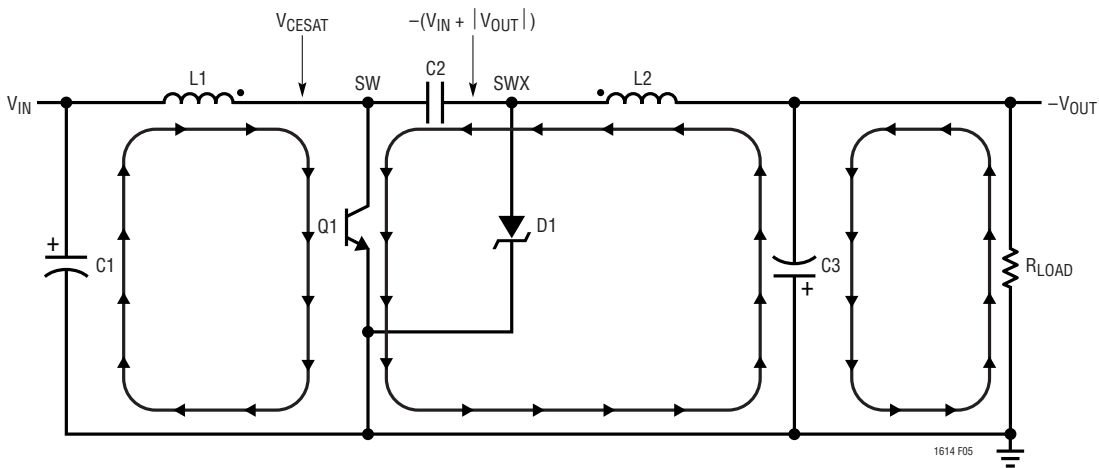 VCESAT
–(VIN + |VOUT|)
L1
SW
C2
SWX
L2
VIN
–VOUT
Q1
D1
+
C1
C3
+
RLOAD
1614 F05